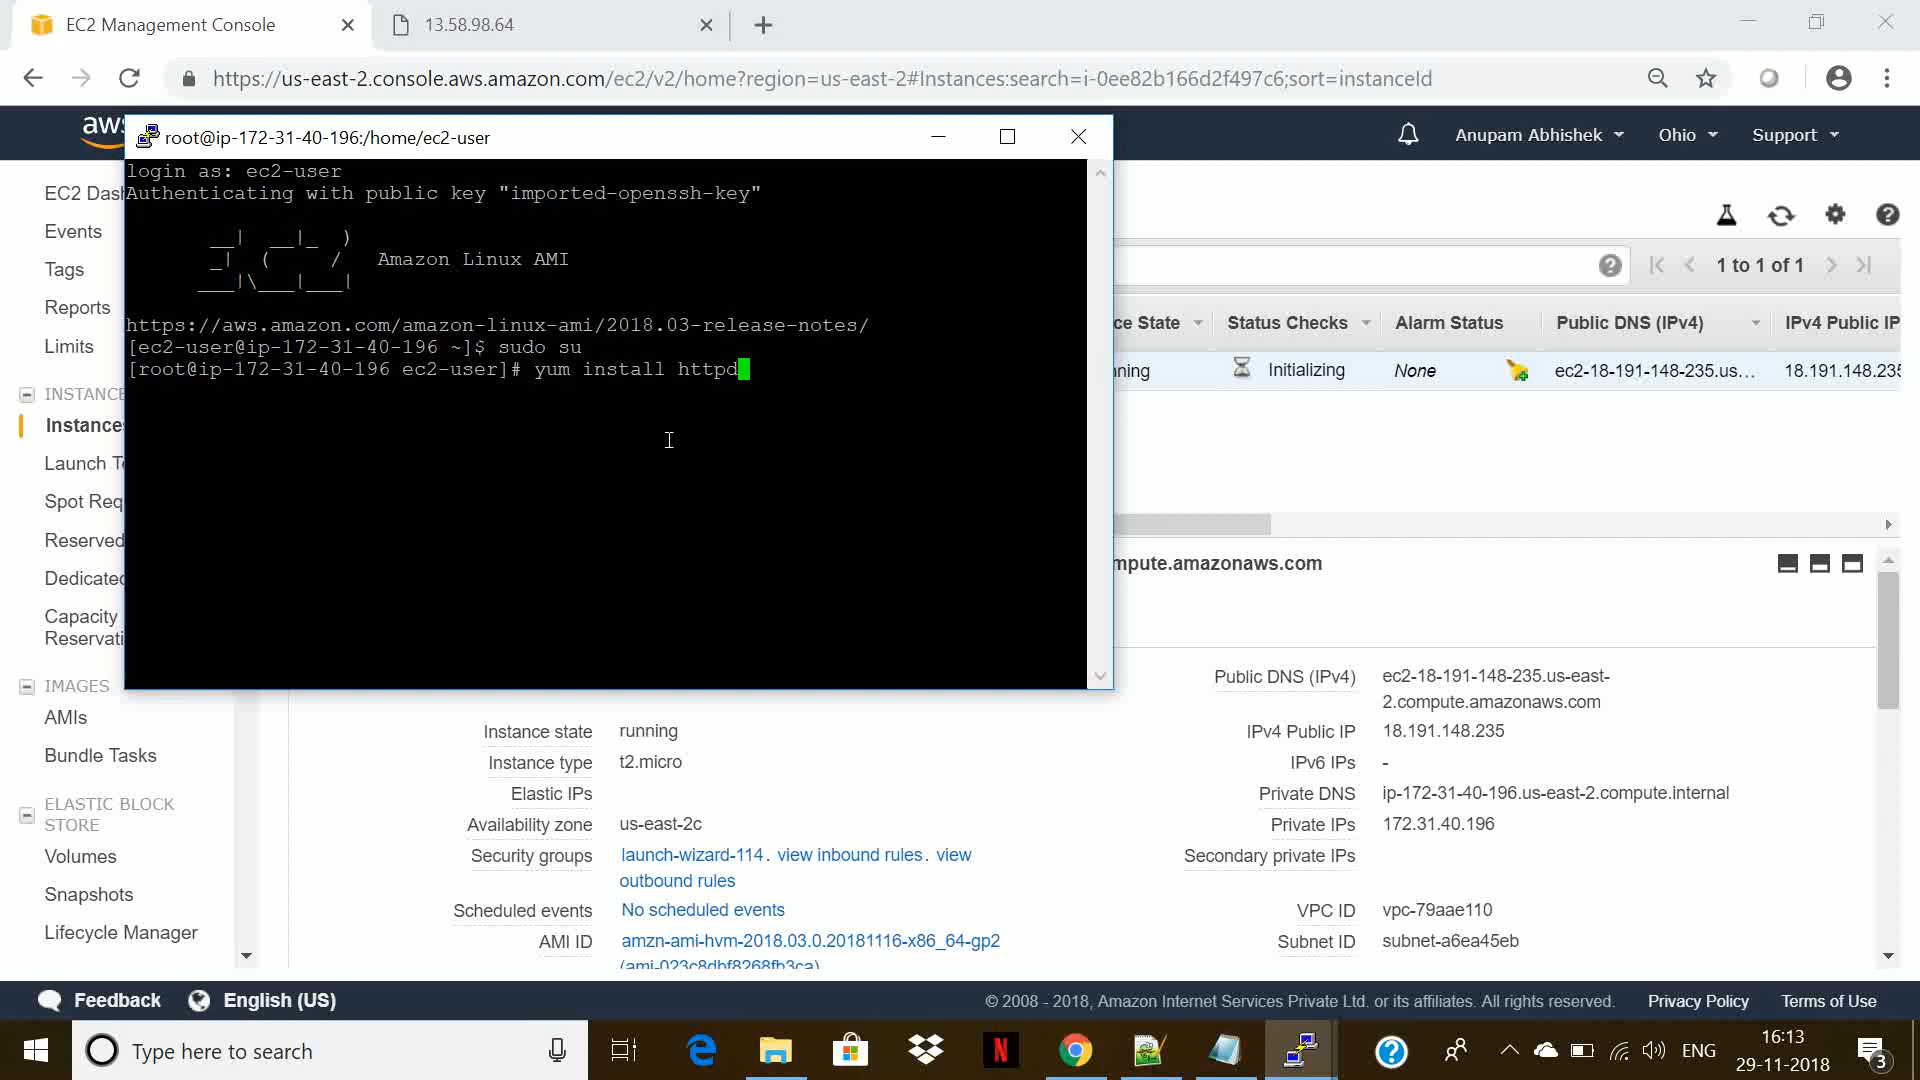 EC2 Management Console
13.58.98.64
https://us-east-2.console.aws.amazon.com/ec2/v2/home?region=us-east-2#Instances:search=i-0ee82b166d2f497c6;sort=instanceId
aws
Anupam Abhishek
Ohio
Support
root@ip-172-31-40-196:/home/ec2-user
login as: ec2-user
Authenticating with public key "imported-openssh-key"
__|  __|_  )
_|  (     /   Amazon Linux AMI
___|\___|___|
https://aws.amazon.com/amazon-linux-ami/2018.03-release-notes/
[ec2-user@ip-172-31-40-196 ~]$ sudo su
[root@ip-172-31-40-196 ec2-user]# yum install httpd
EC2 Dash
Events
Tags
Reports
Limits
INSTANCE
Instances
Launch Te
Spot Req
Reserved
Dedicated
Capacity
Reservati
IMAGES
AMIs
Bundle Tasks
ELASTIC BLOCK
STORE
Volumes
Snapshots
Lifecycle Manager
1 to 1 of 1
ce State
Status Checks
Alarm Status
Public DNS (IPv4)
IPv4 Public IP
nning
Initializing
None
ec2-18-191-148-235.us...
18.191.148.235
mpute.amazonaws.com
Instance state running
Instance type t2.micro
Elastic IPs
Availability zone us-east-2c
Security groups launch-wizard-114. view inbound rules. view
outbound rules
Scheduled events No scheduled events
AMI ID amzn-ami-hvm-2018.03.0.20181116-x86_64-gp2
(ami-023c8dbf8268fb3ca)
Public DNS (IPv4) ec2-18-191-148-235.us-east-
2.compute.amazonaws.com
IPv4 Public IP 18.191.148.235
IPv6 IPs -
Private DNS ip-172-31-40-196.us-east-2.compute.internal
Private IPs 172.31.40.196
Secondary private IPs
VPC ID vpc-79aae110
Subnet ID subnet-a6ea45eb
Feedback
English (US)
© 2008 - 2018, Amazon Internet Services Private Ltd. or its affiliates. All rights reserved.
Privacy Policy
Terms of Use
Type here to search
ENG
16:13
29-11-2018
3